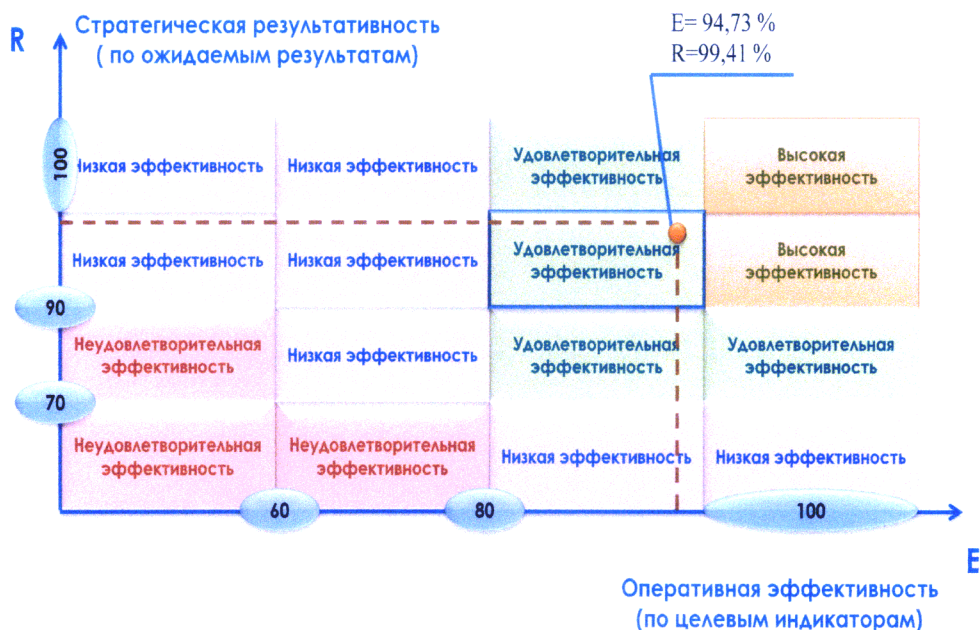 R
Стратегическая результативность
( по ожидаемым результатам)
E= 94,73 %
R=99,41 %
100
Низкая эффективность
Низкая эффективность
Удовлетворительная
эффективность
Высокая
эффективность
Низкая эффективность
Низкая эффективность
Удовлетворительная
эффективность
Высокая
эффективность
90
Неудовлетворительная
эффективность
Низкая эффективность
Удовлетворительная
эффективность
Удовлетворительная
эффективность
70
Неудовлетворительная
эффективность
Неудовлетворительная
эффективность
Низкая эффективность
Низкая эффективность
60
80
100
E
Оперативная эффективность
(по целевым индикаторам)